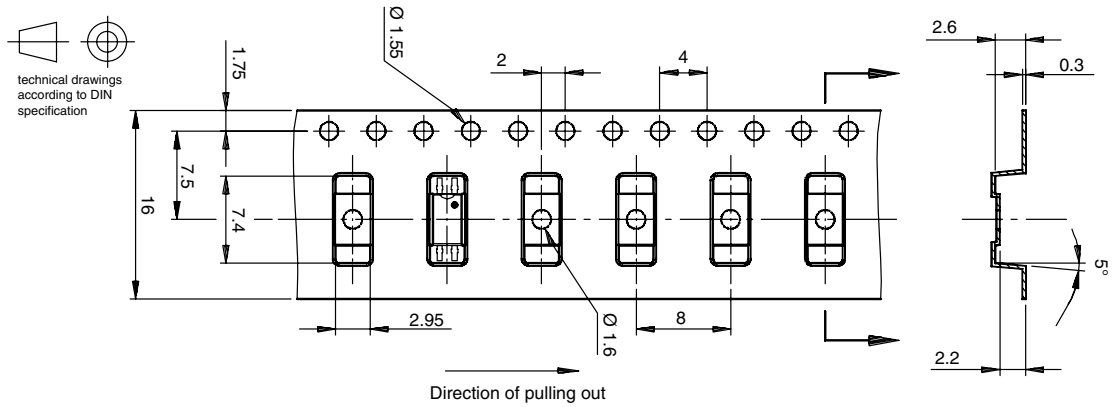 technical drawings
according to DIN
specification
1.75
Ø 1.55
2
4
2.6
0.3
7.5
16
7.4
5°
2.95
Ø 1.6
8
2.2
Direction of pulling out